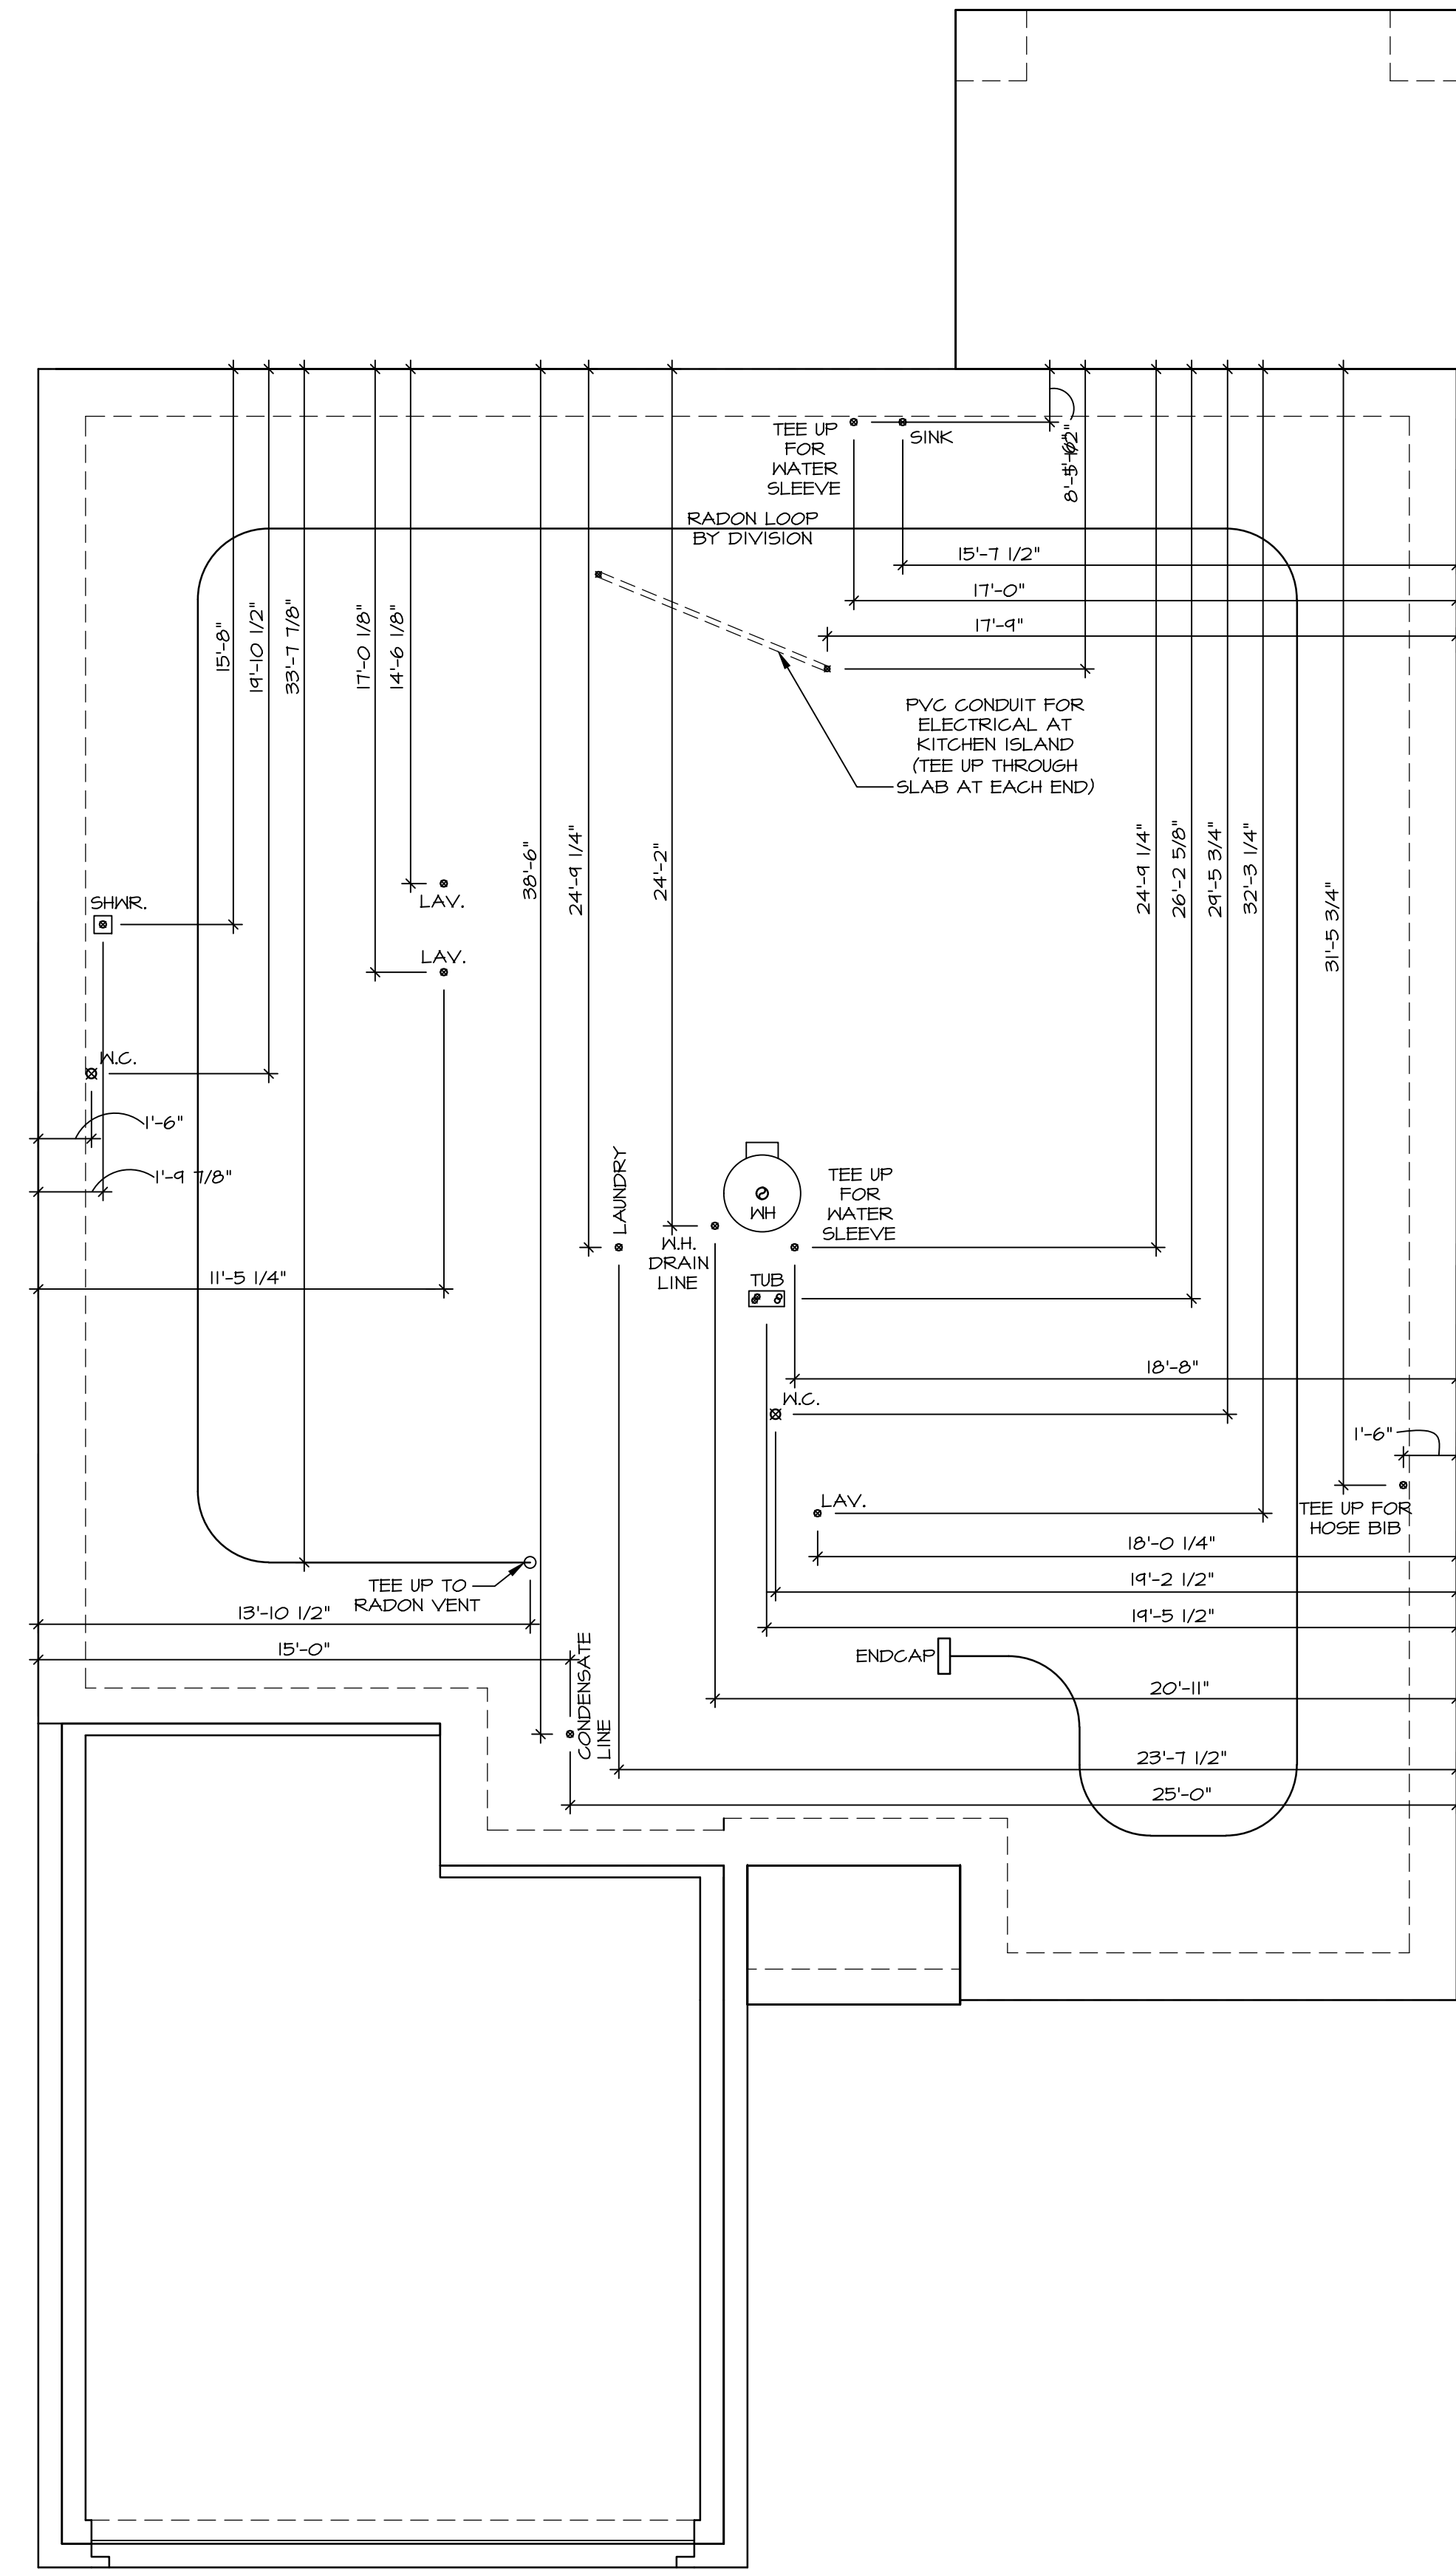 TEE UP
FOR
WATER
SLEEVE
SINK
RADON LOOP
BY DIVISION
15'-7 1/2"
17'-0"
17'-9"
15'-8"
19'-10 1/2"
33'-7 7/8"
17'-0 1/8"
14'-6 1/8"
PVC CONDUIT FOR
ELECTRICAL AT
KITCHEN ISLAND
(TEE UP THROUGH
SLAB AT EACH END)
38'-6"
24'-9 1/4"
24'-2"
24'-9 1/4"
26'-2 5/8"
29'-5 3/4"
32'-3 1/4"
31'-5 3/4"
SHWR.
LAV.
LAV.
W.C.
1'-6"
1'-9 7/8"
11'-5 1/4"
LAUNDRY
W.H.
DRAIN
LINE
WH
TEE UP
FOR
WATER
SLEEVE
TUB
18'-8"
W.C.
1'-6"
LAV.
TEE UP FOR
HOSE BIB
18'-0 1/4"
19'-2 1/2"
19'-5 1/2"
TEE UP TO
RADON VENT
13'-10 1/2"
15'-0"
CONDENSATE
LINE
ENDCAP
20'-11"
23'-7 1/2"
25'-0"